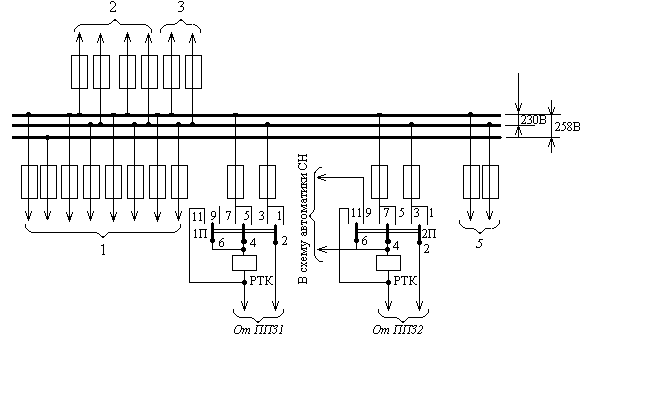 2 3
230В
258В
В схему автоматики СН
11 9 7 5 3 1
11 9 7 5 3 1
1П 6 4 2
6 4 2П 2
1
5
РТК
РТК
От ППЗ1
От ППЗ2